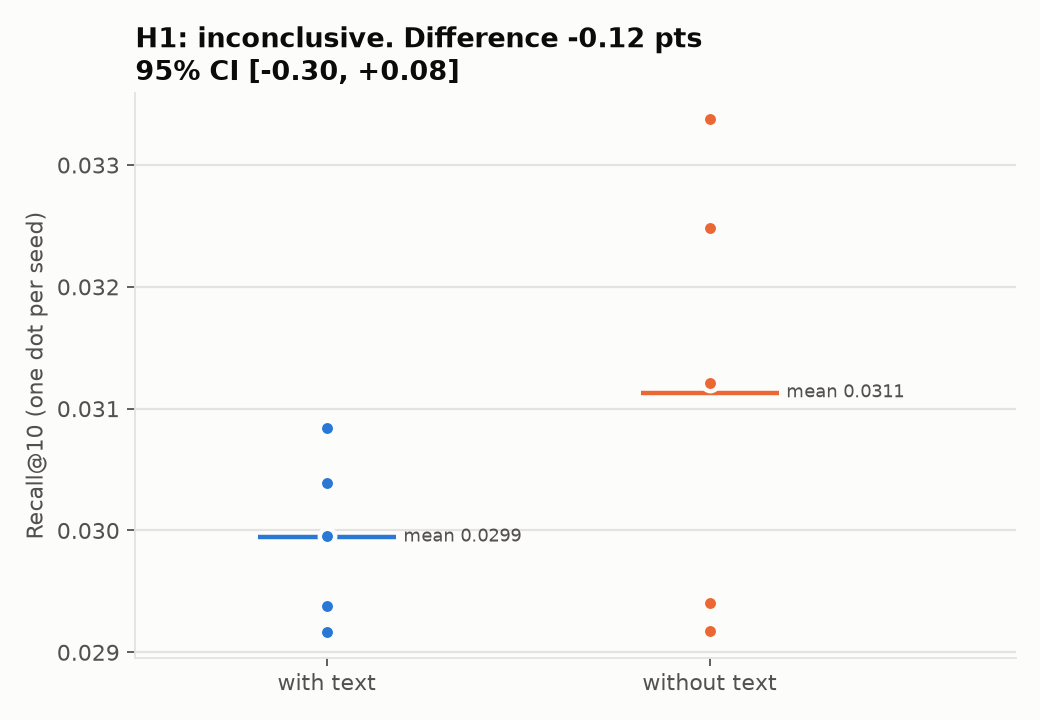 H1: inconclusive. Difference -0.12 pts
95% CI [-0.30, +0.08]
Recall@10 (one dot per seed)
0.033
0.032
0.031
0.030
0.029
mean 0.0311
mean 0.0299
with text
without text